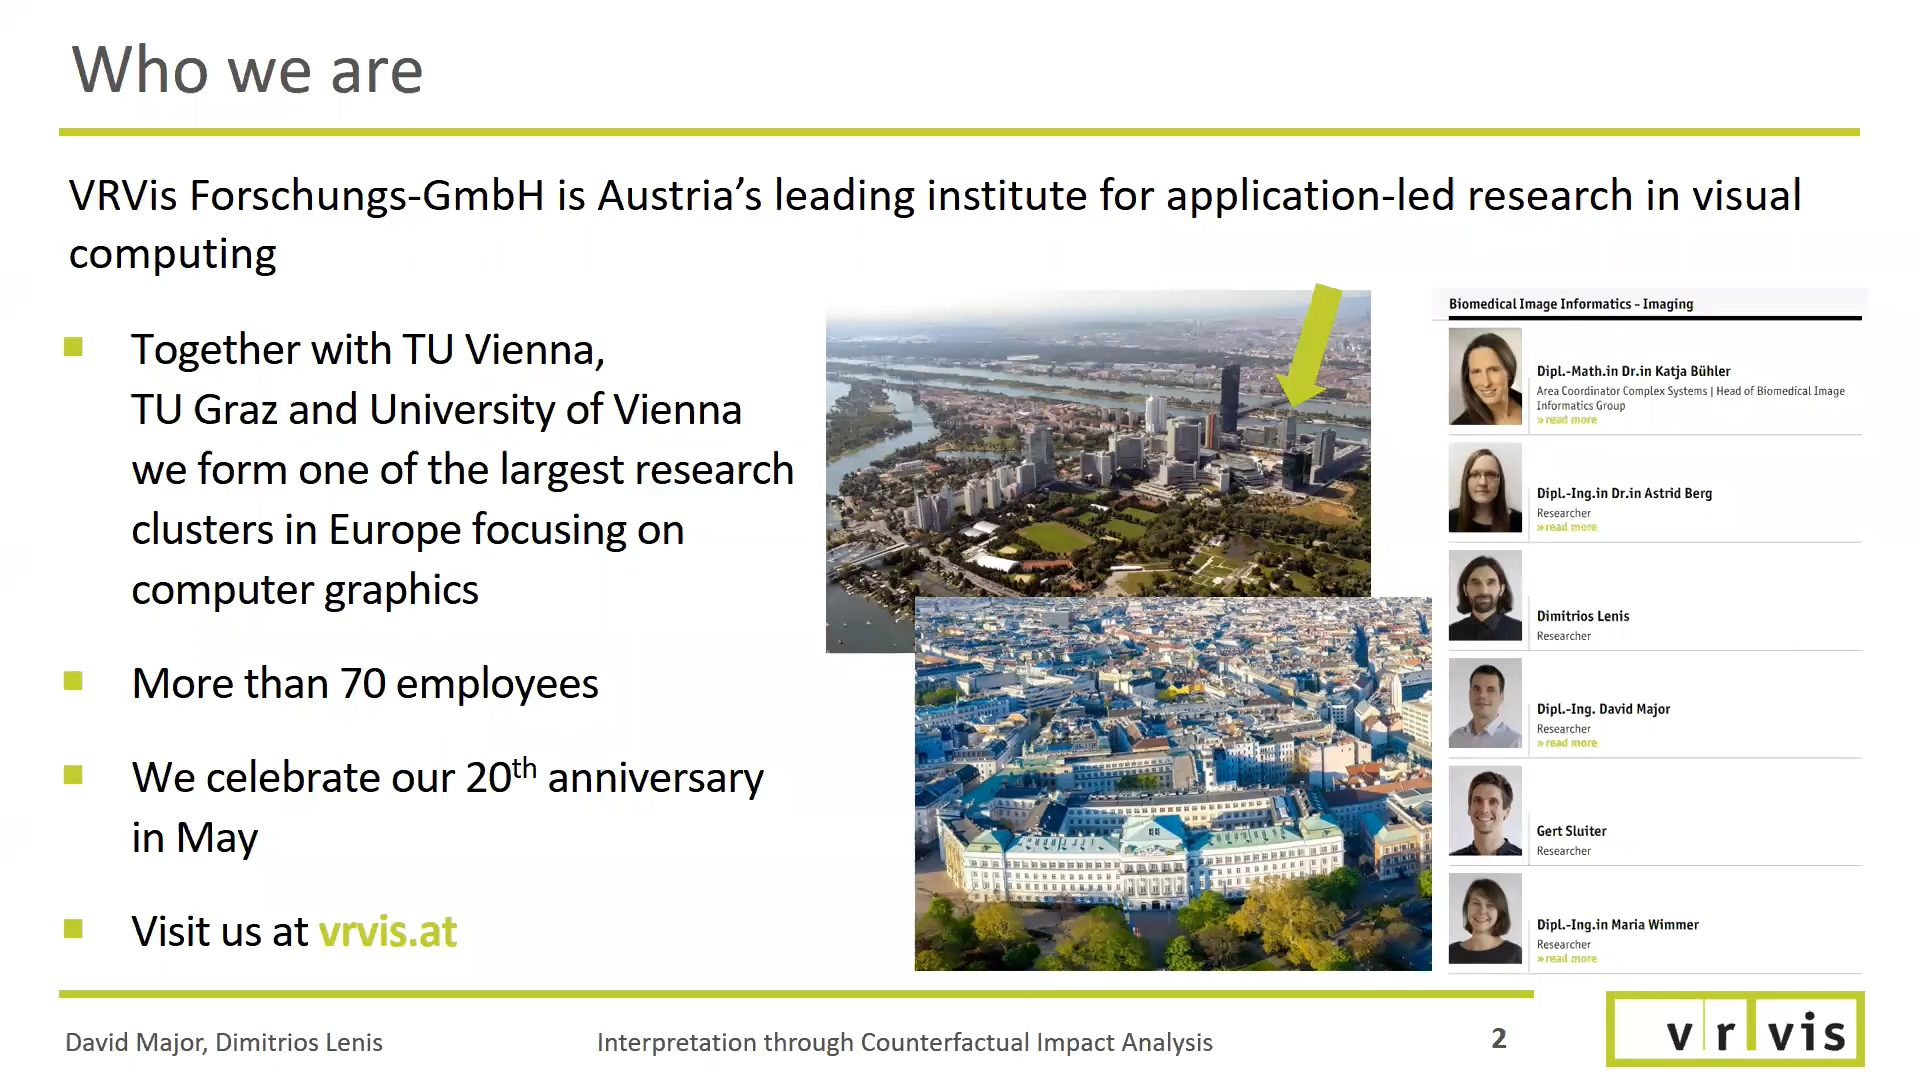 Who we are
VRVis Forschungs-GmbH is Austria’s leading institute for application-led research in visual
computing
Together with TU Vienna,
TU Graz and University of Vienna
we form one of the largest research
clusters in Europe focusing on
computer graphics
More than 70 employees
We celebrate our 20th anniversary
in May
Visit us at vrvis.at
Biomedical Image Informatics - Imaging
Dipl.-Math.in Dr.in Katja Bühler
Area Coordinator Complex Systems | Head of Biomedical Image
Informatics Group
» read more
Dipl.-Ing.in Dr.in Astrid Berg
Researcher
» read more
Dimitrios Lenis
Researcher
Dipl.-Ing. David Major
Researcher
» read more
Gert Sluiter
Researcher
Dipl.-Ing.in Maria Wimmer
Researcher
» read more
David Major, Dimitrios Lenis
Interpretation through Counterfactual Impact Analysis
2
vrvis